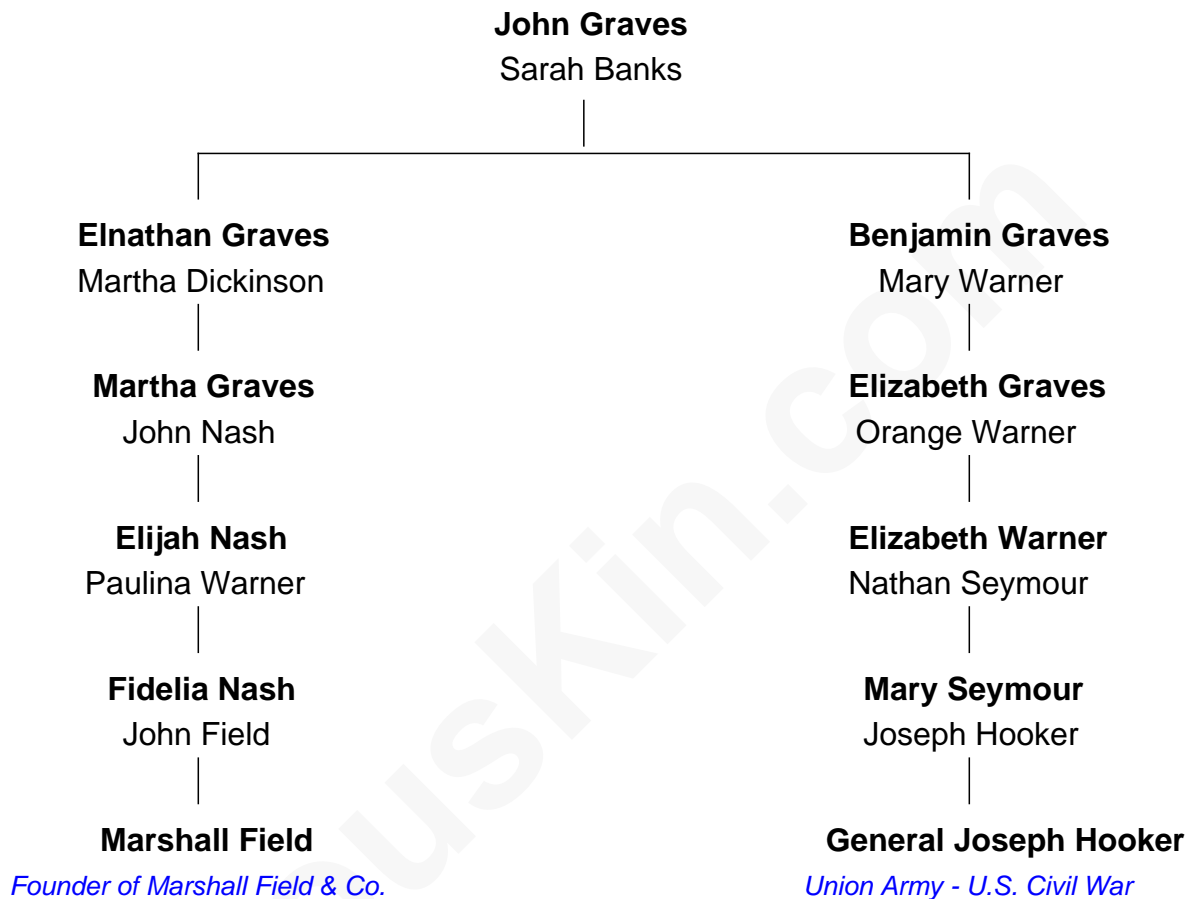 John Graves
Sarah Banks
Elnathan Graves
Martha Dickinson
Benjamin Graves
Mary Warner
Martha Graves
John Nash
Elizabeth Graves
Orange Warner
Elijah Nash
Paulina Warner
Elizabeth Warner
Nathan Seymour
Fidelia Nash
John Field
Mary Seymour
Joseph Hooker
Marshall Field
Founder of Marshall Field & Co.
General Joseph Hooker
Union Army - U.S. Civil War
ousKin.com